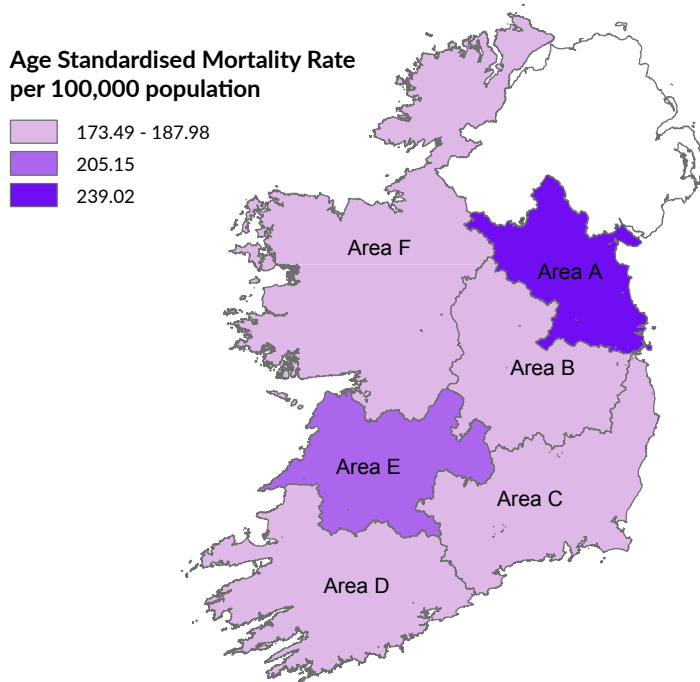 Age Standardised Mortality Rate
per 100,000 population
173.49 - 187.98
205.15
239.02
Area F
Area A
Area B
Area E
Area C
Area D